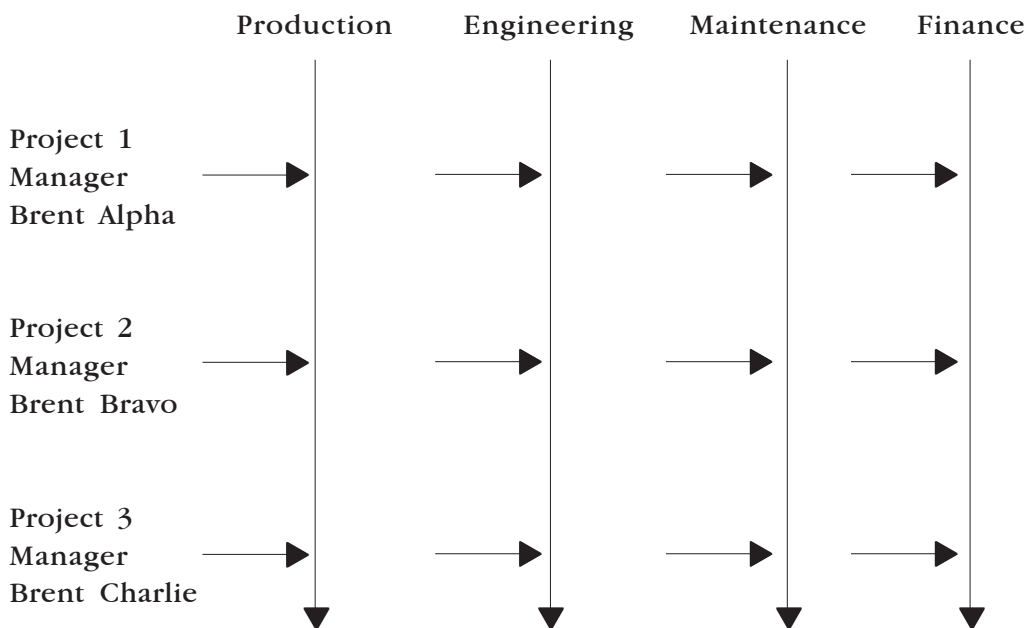 Production Engineering Maintenance Finance
Project 1
Manager
Brent Alpha
Project 2
Manager
Brent Bravo
Project 3
Manager
Brent Charlie